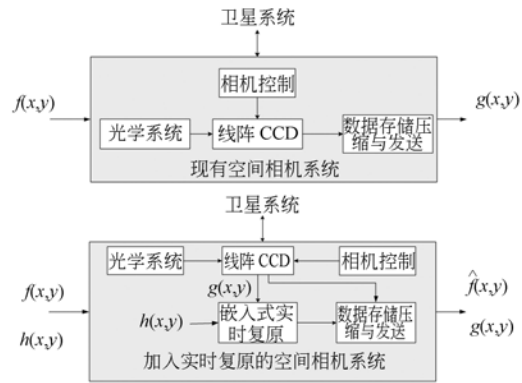 卫星系统
相机控制
f(x,y)
g(x,y)
光学系统
线阵 CCD
数据存储压
缩与发送
现有空间相机系统
卫星系统
光学系统
线阵 CCD
相机控制
g(x,y)
f(x,y)
h(x,y)
h(x,y)
嵌入式实
时复原
数据存储压
缩与发送
f̂(x,y)
g(x,y)
加入实时复原的空间相机系统